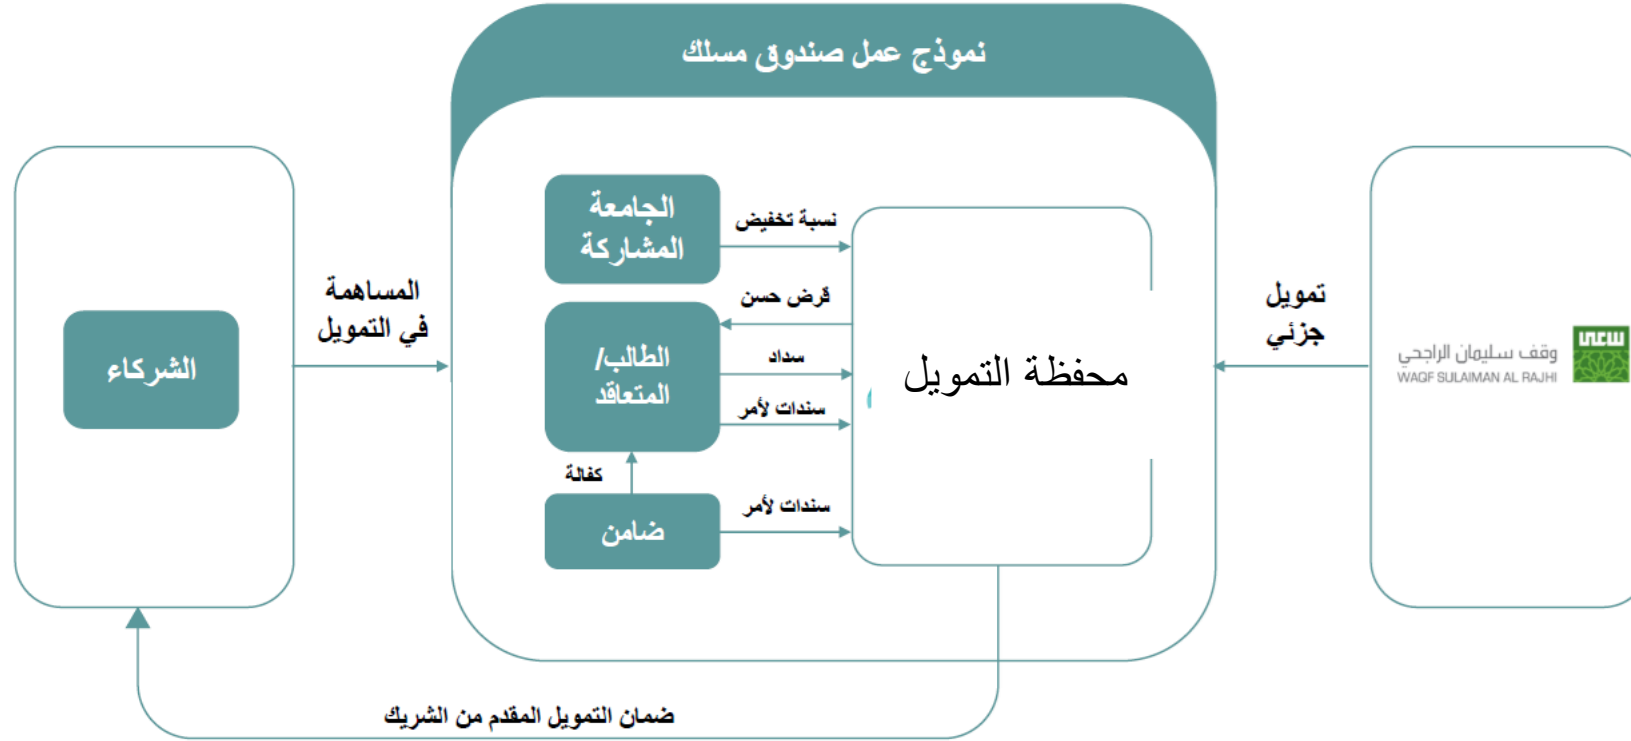 نموذج عمل صندوق مسلك
تمويل
جزئي
سعي
وقف سليمان الراجحي
WAQF SULAIMAN AL RAJHI
محفظة التمويل
الجامعة
المشاركة
نسبة تخفيض
قرض حسن
الطالب/
المتعاقد
سداد
سندات لأمر
كفالة
ضامن
سندات لأمر
المساهمة
في التمويل
الشركاء
ضمان التمويل المقدم من الشريك